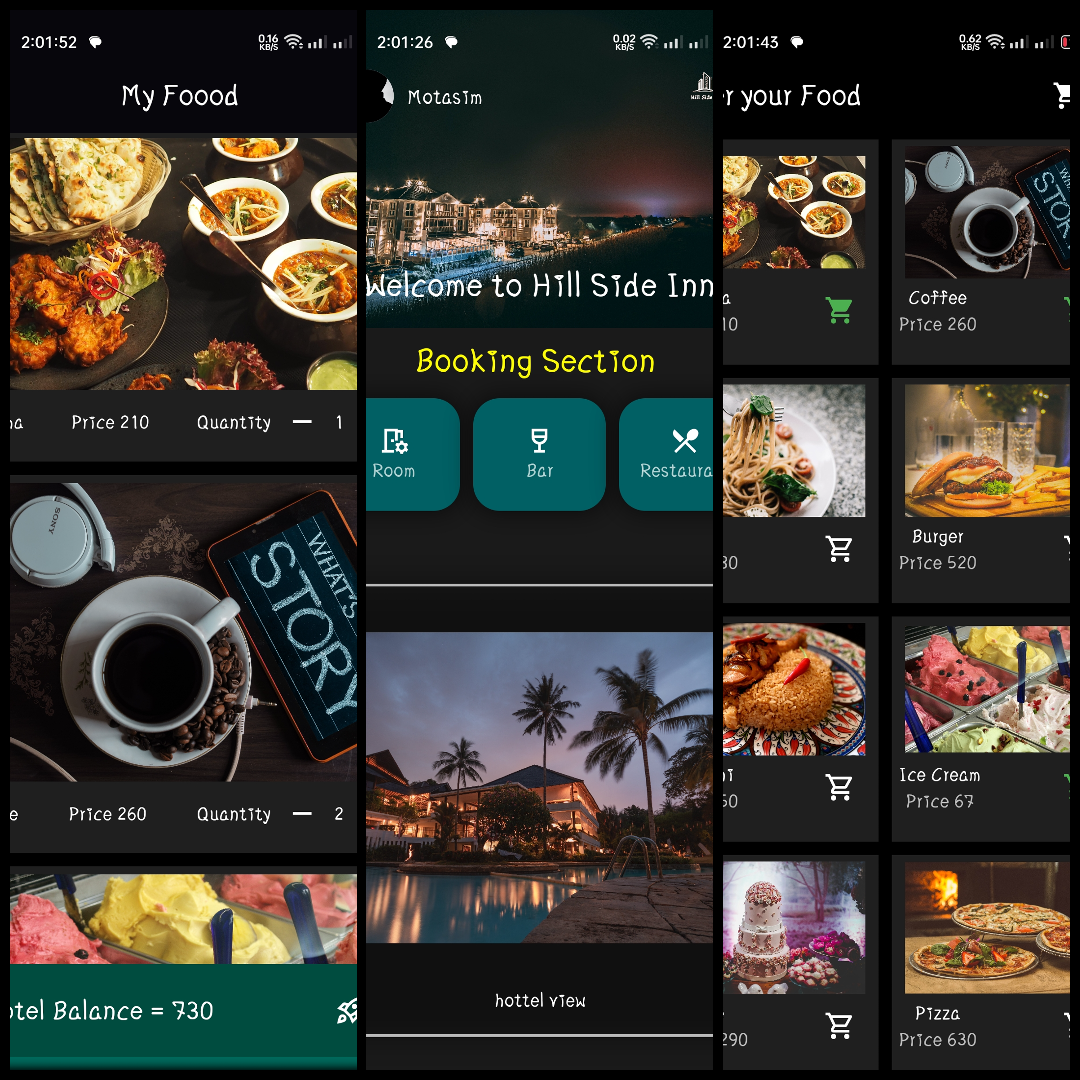 2:01:52
0.16
KB/S
My Foood
Price 210
Quantity
1
SONY
WHAT'S
STORY
Price 260
Quantity
2
otel Balance = 730
2:01:26
0.02
KB/S
Motasim
Hill Side
Welcome to Hill Side Inn
Booking Section
Room
Bar
Restaura
hottel view
2:01:43
0.62
KB/S
r your Food
a
10
STOR
Coffee
Price 260
30
Burger
Price 520
50
Ice Cream
Price 67
290
Pizza
Price 630